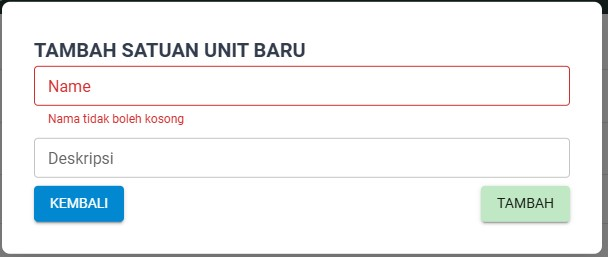 TAMBAH SATUAN UNIT BARU
Name
Nama tidak boleh kosong
Deskripsi
KEMBALI
TAMBAH